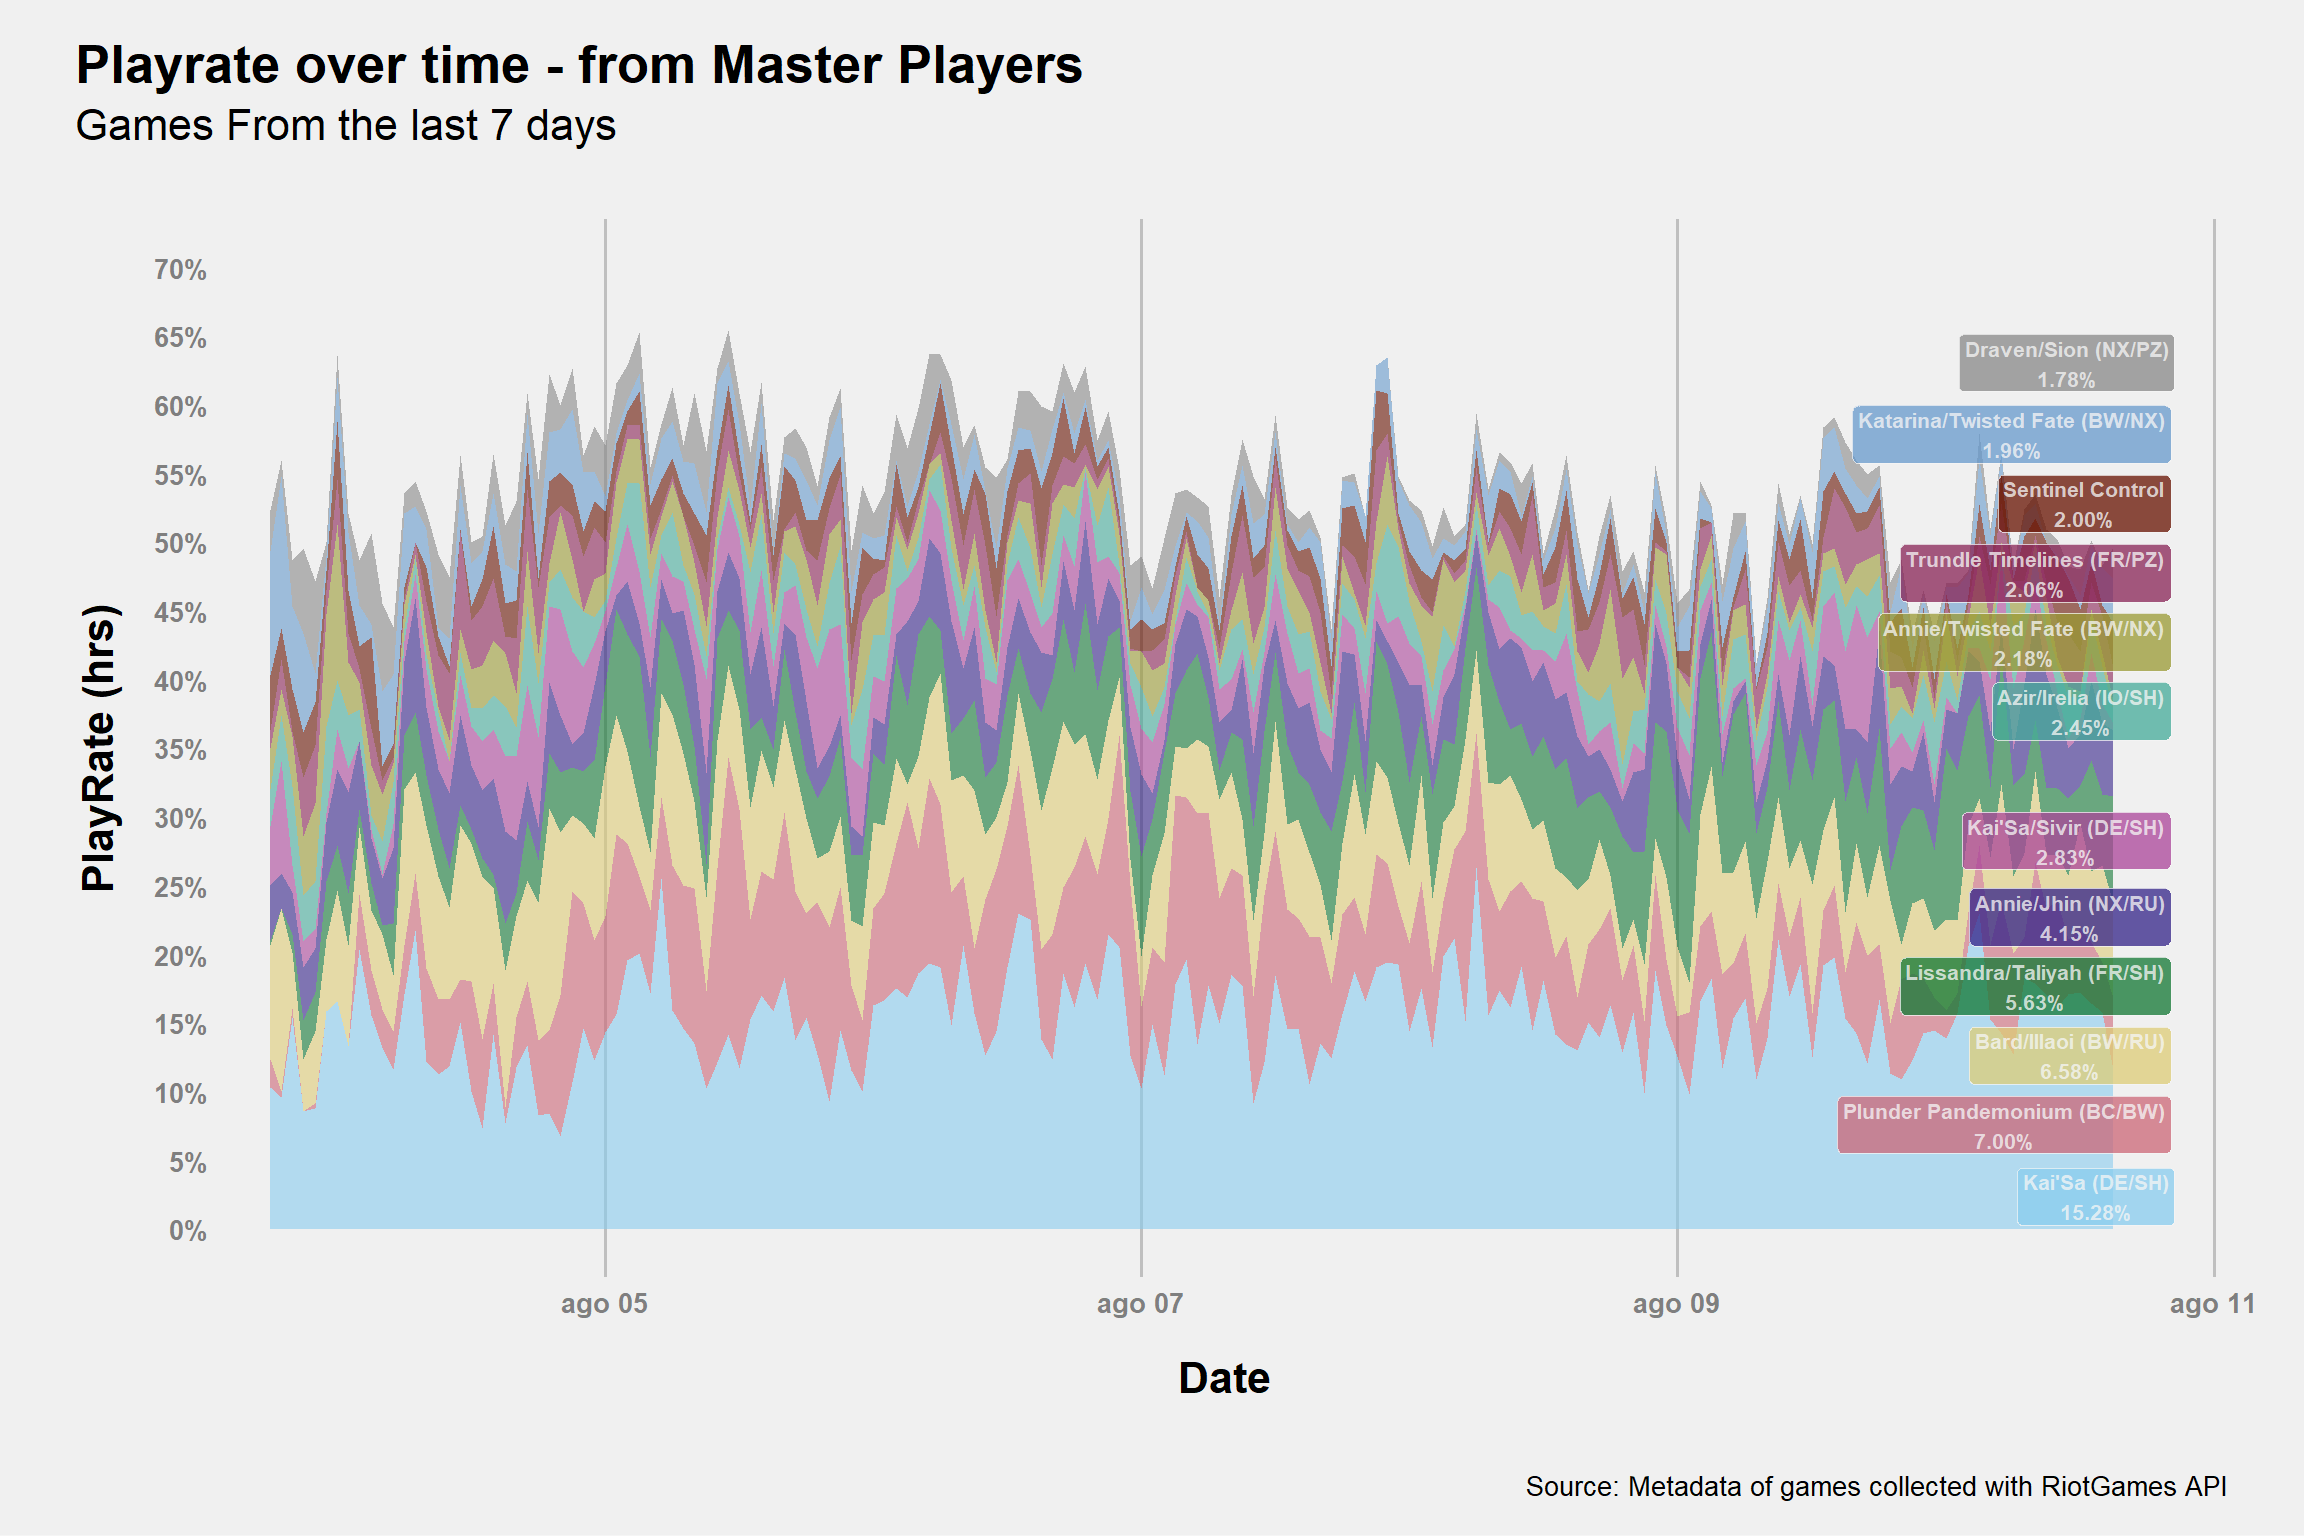 Playrate over time - from Master Players
Games From the last 7 days
PlayRate (hrs)
70%
65%
60%
55%
50%
45%
40%
35%
30%
25%
20%
15%
10%
5%
0%
Draven/Sion (NX/PZ)
1.78%
Katarina/Twisted Fate (BW/NX)
1.96%
Sentinel Control
2.00%
Trundle Timelines (FR/PZ)
2.06%
Annie/Twisted Fate (BW/NX)
2.18%
Azir/Irelia (IO/SH)
2.45%
Kai'Sa/Sivir (DE/SH)
2.83%
Annie/Jhin (NX/RU)
4.15%
Lissandra/Taliyah (FR/SH)
5.63%
Bard/Illaoi (BW/RU)
6.58%
Plunder Pandemonium (BC/BW)
7.00%
Kai'Sa (DE/SH)
15.28%
ago 05
ago 07
ago 09
ago 11
Date
Source: Metadata of games collected with RiotGames API